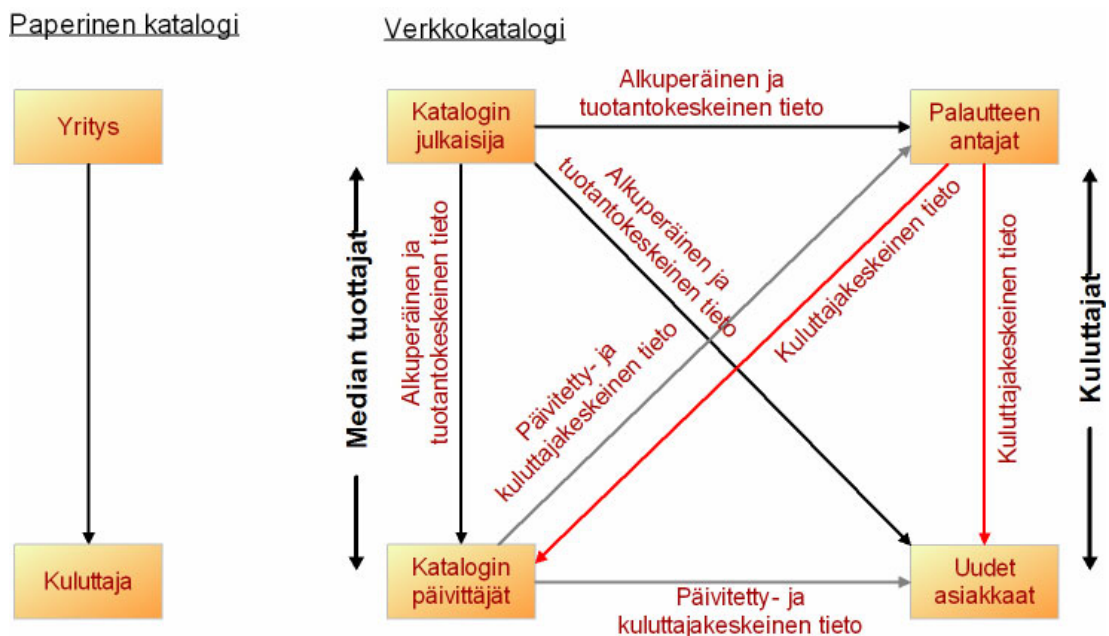 Paperinen katalogi
Verkkokatalogi
Yritys
Kuluttaja
Median tuottajat
Katalogin
julkaisija
Alkuperäinen ja
tuotantokeskeinen tieto
Palautteen
antajat
Alkuperäinen ja
tuotantokeskeinen tieto
Alkuperäinen ja
tuotantokeskeinen tieto
Päivitetty- ja
kuluttajakeskeinen tieto
Kuluttajakeskeinen tieto
Kuluttajakeskeinen tieto
Kuluttajat
Katalogin
päivittäjät
Päivitetty- ja
kuluttajakeskeinen tieto
Uudet
asiakkaat